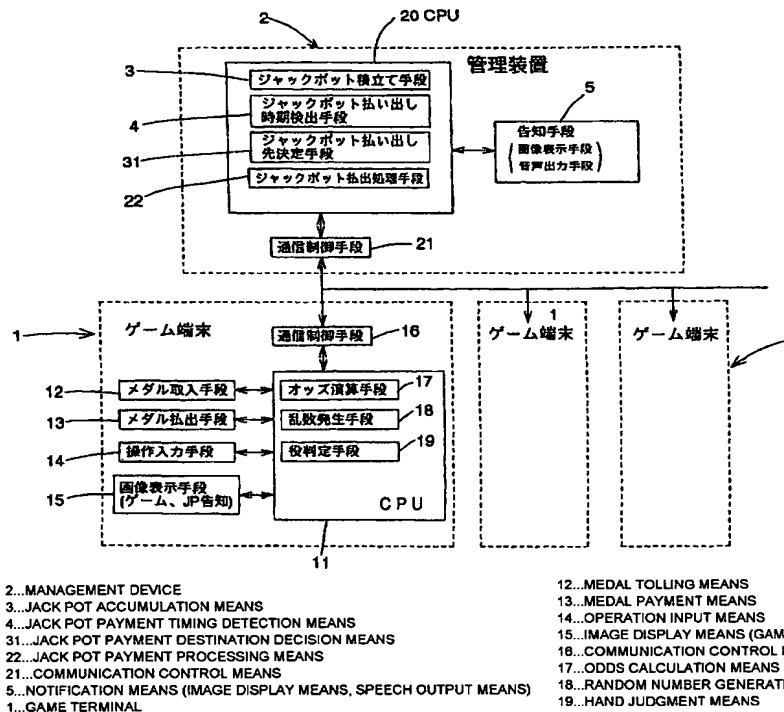 20 CPU
2
管理装置
3
ジャックポット積立て手段
4
ジャックポット払い出し
時期検出手段
31
ジャックポット払い出し
先決定手段
22
ジャックポット払出処理手段
5
告知手段
(画像表示手段
音声出力手段)
通信制御手段
21
1
ゲーム端末
通信制御手段
16
12
メダル取入手段
オッズ演算手段
17
13
メダル払出手段
乱数発生手段
18
14
操作入力手段
役判定手段
19
15
画像表示手段
(ゲーム、JP告知)
CPU
11
1
ゲーム端末
ゲーム端末
2...MANAGEMENT DEVICE
3...JACK POT ACCUMULATION MEANS
4...JACK POT PAYMENT TIMING DETECTION MEANS
31...JACK POT PAYMENT DESTINATION DECISION MEANS
22...JACK POT PAYMENT PROCESSING MEANS
21...COMMUNICATION CONTROL MEANS
5...NOTIFICATION MEANS (IMAGE DISPLAY MEANS, SPEECH OUTPUT MEANS)
1...GAME TERMINAL
12...MEDAL TOLLING MEANS
13...MEDAL PAYMENT MEANS
14...OPERATION INPUT MEANS
15...IMAGE DISPLAY MEANS (GAM
16...COMMUNICATION CONTROL
17...ODDS CALCULATION MEANS
18...RANDOM NUMBER GENERATI
19...HAND JUDGMENT MEANS